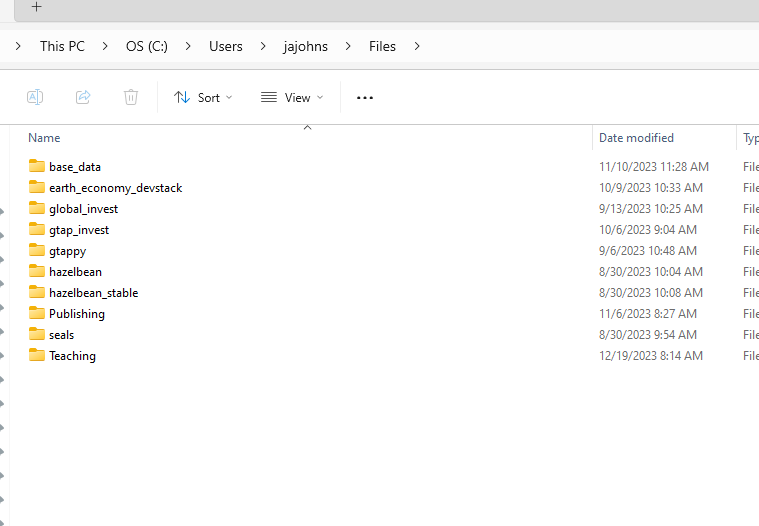 This PC > OS (C:) > Users > jajohns > Files >
Sort View ...
Name Date modified Typ
base_data 11/10/2023 11:28 AM File
earth_economy_devstack 10/9/2023 10:33 AM File
global_invest 9/13/2023 10:25 AM File
gtap_invest 10/6/2023 9:04 AM File
gtappy 9/6/2023 10:48 AM File
hazelbean 8/30/2023 10:04 AM File
hazelbean_stable 8/30/2023 10:08 AM File
Publishing 11/6/2023 8:27 AM File
seals 8/30/2023 9:54 AM File
Teaching 12/19/2023 8:14 AM File